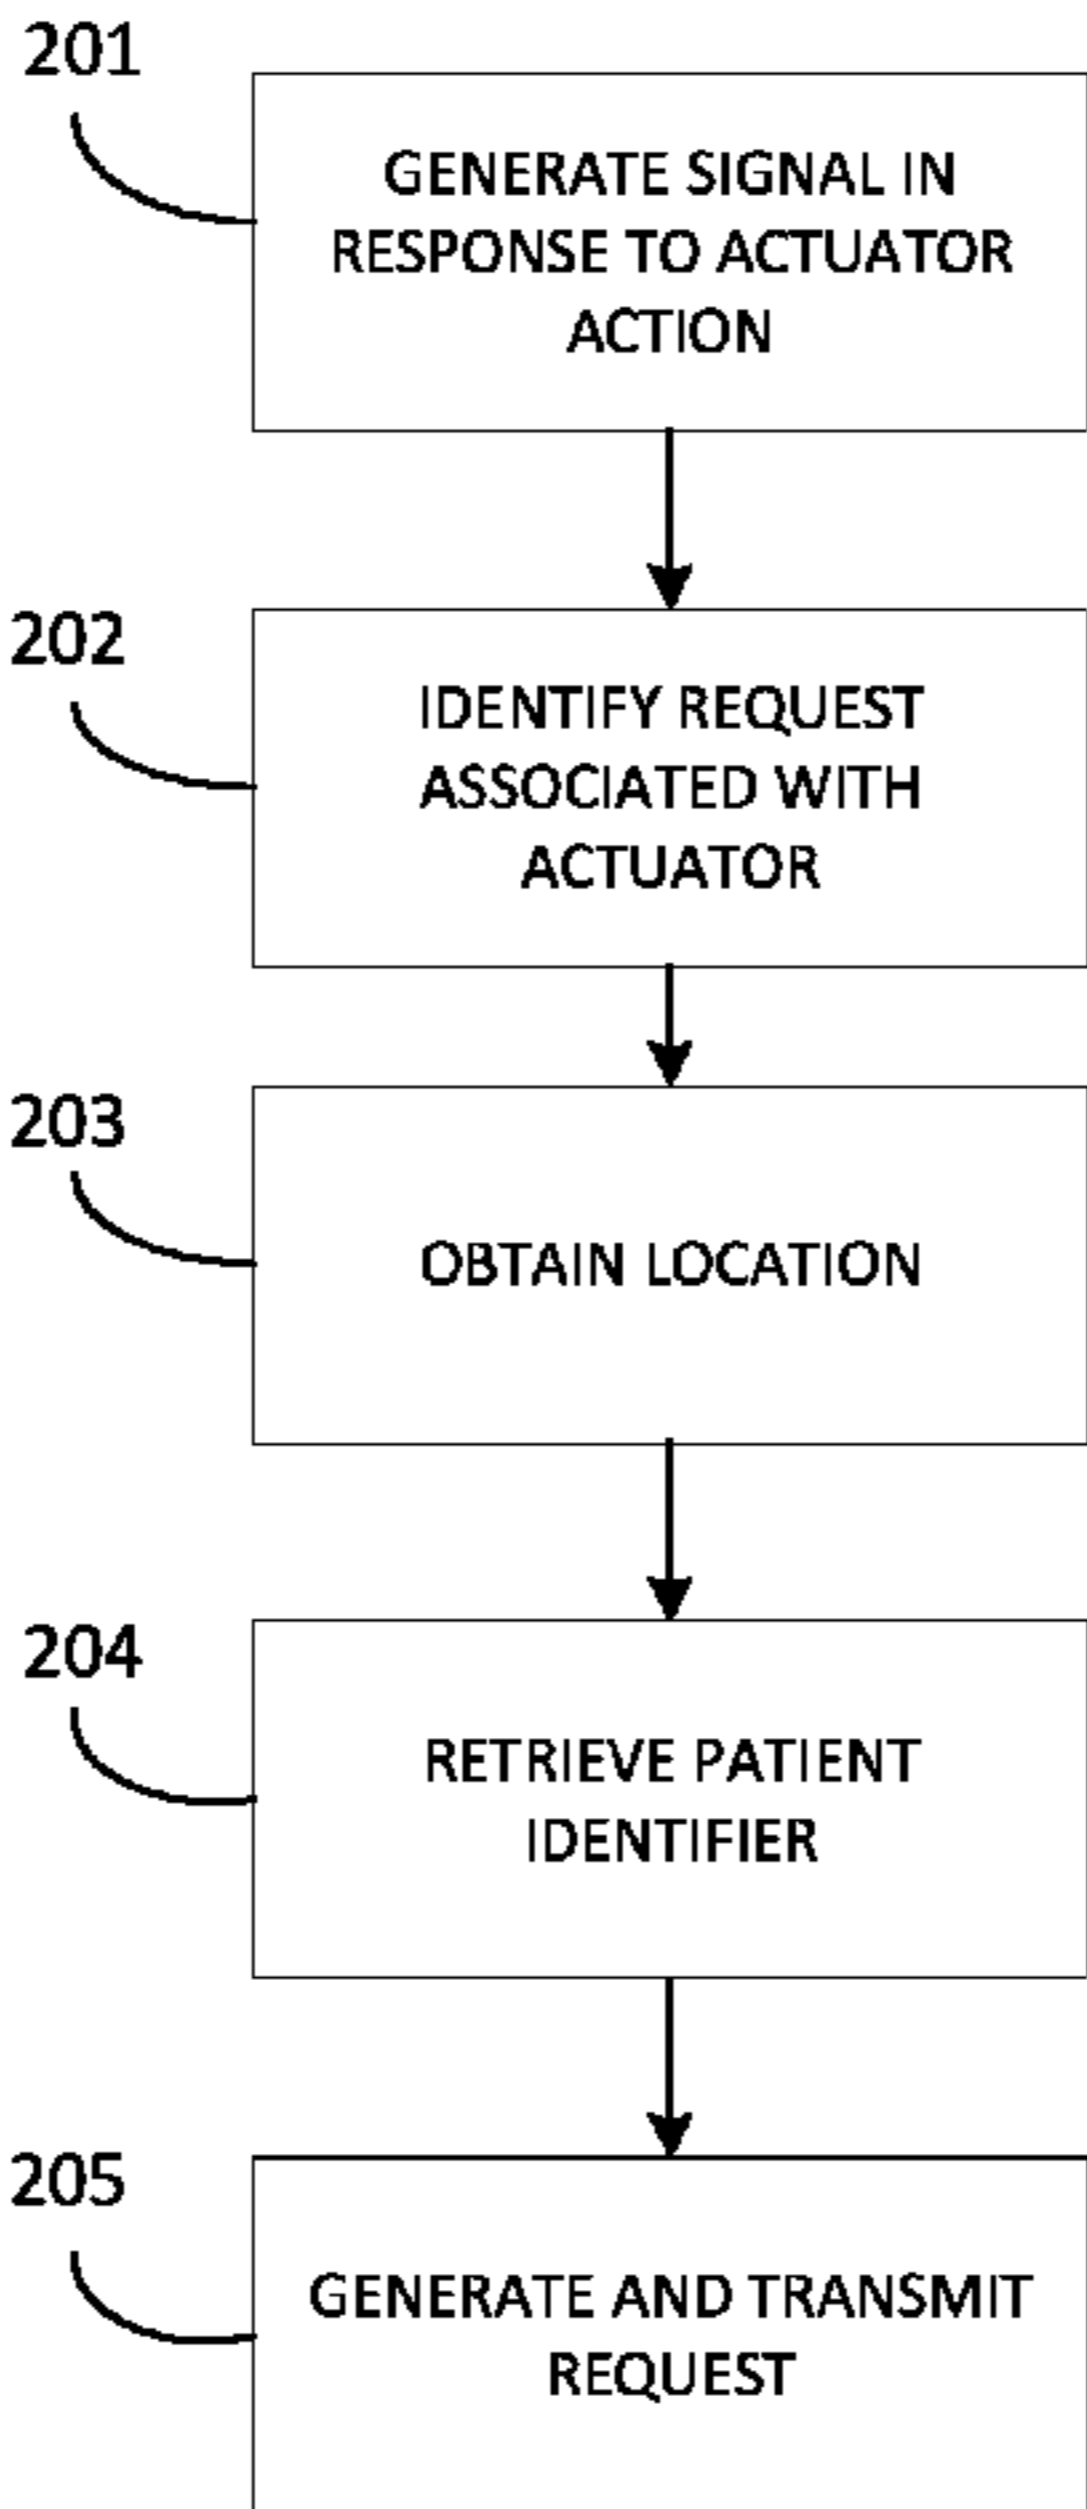 201
GENERATE SIGNAL IN
RESPONSE TO ACTUATOR
ACTION
202
IDENTIFY REQUEST
ASSOCIATED WITH
ACTUATOR
203
OBTAIN LOCATION
204
RETRIEVE PATIENT
IDENTIFIER
205
GENERATE AND TRANSMIT
REQUEST